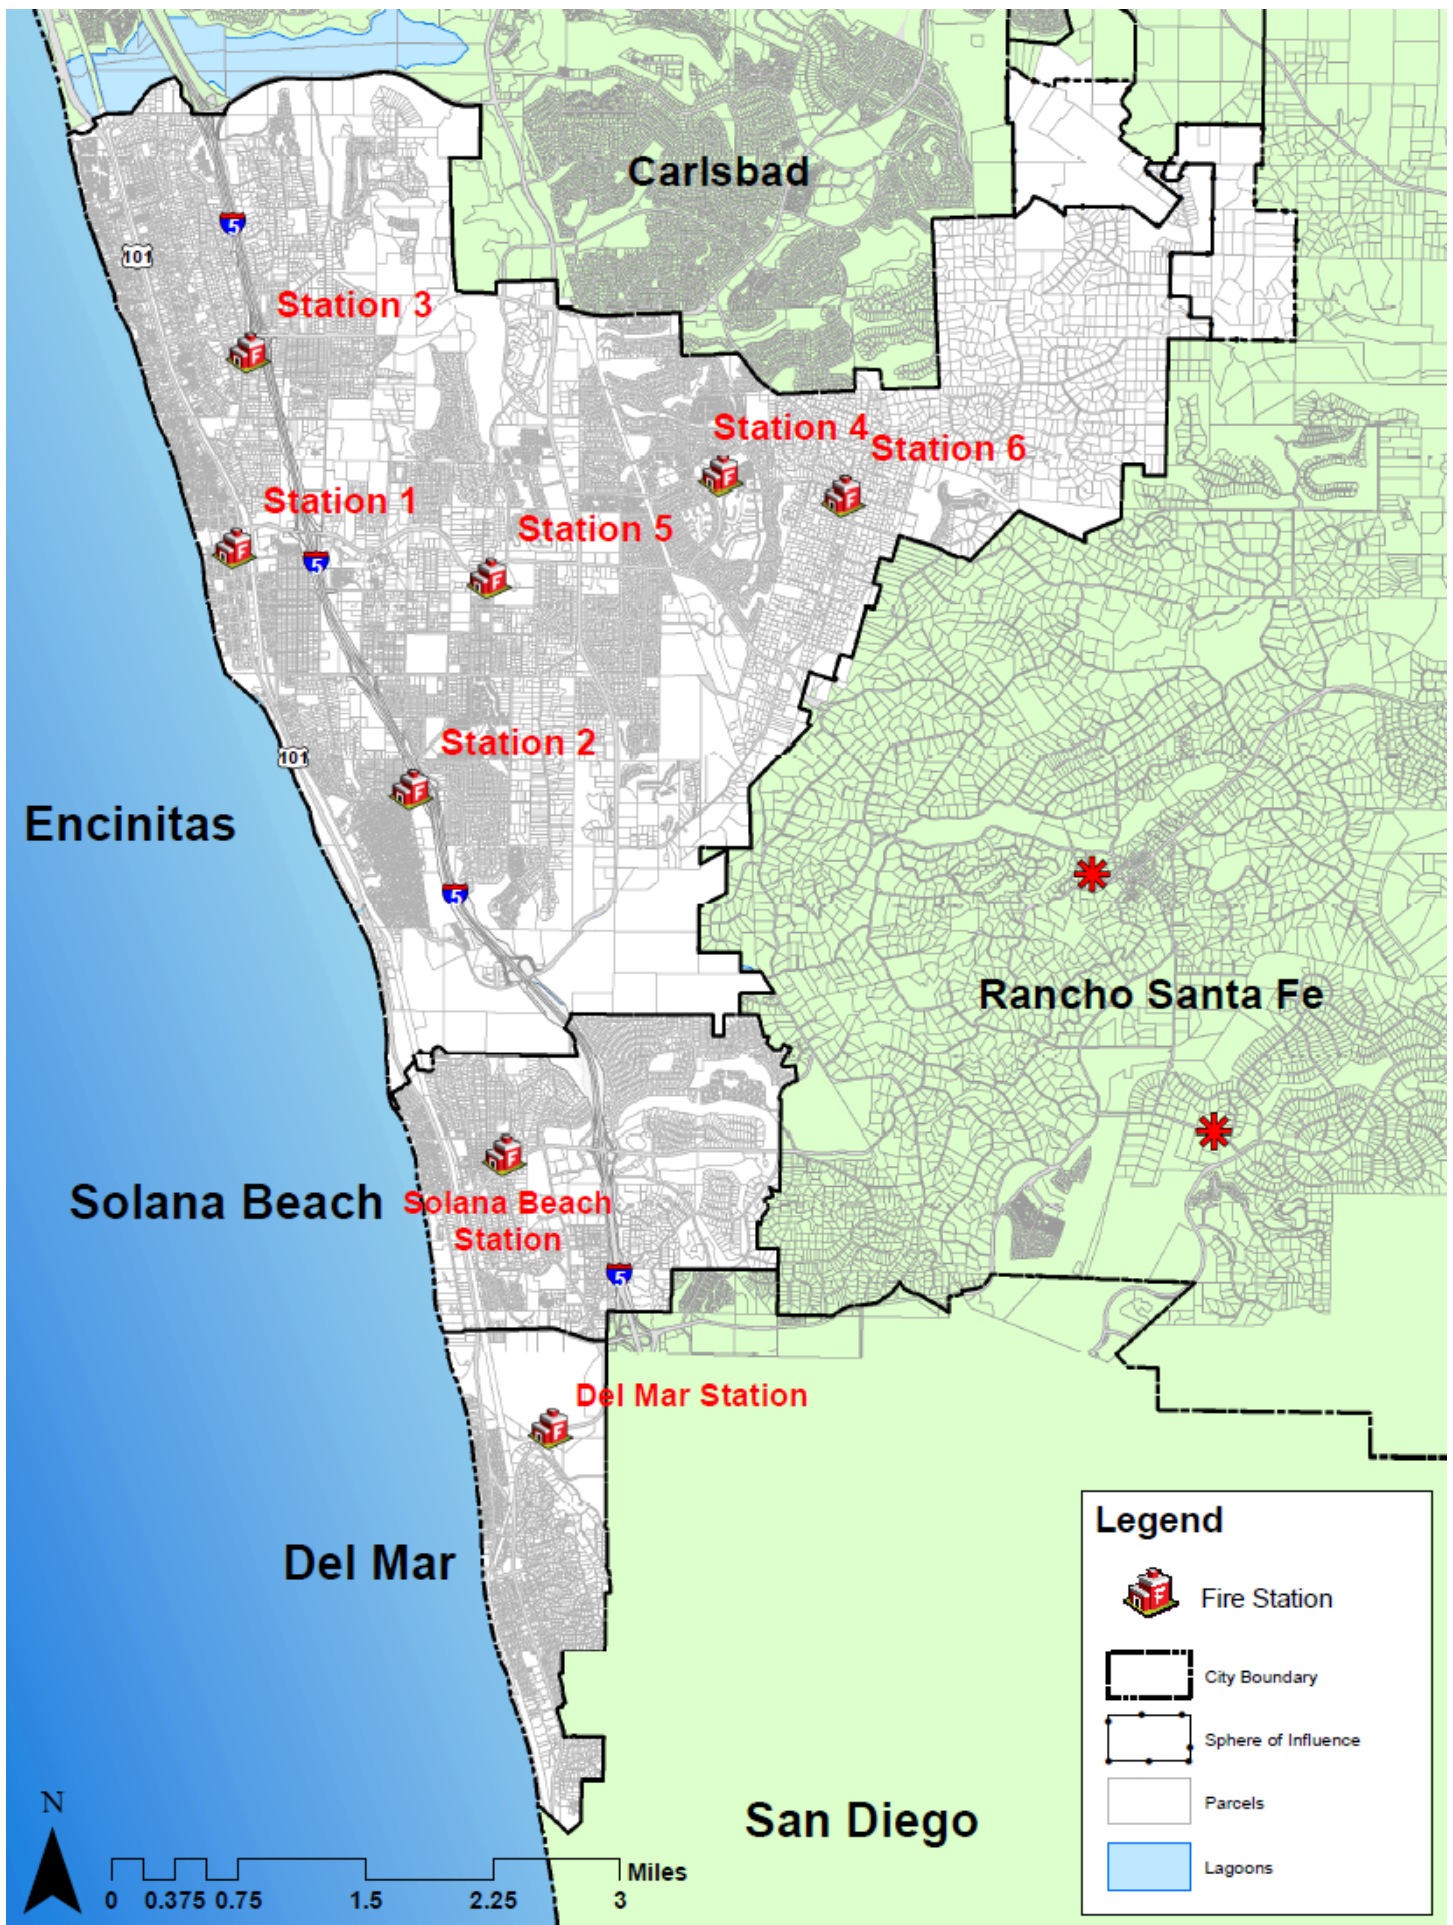 Carlsbad
5
101
Station 3
Station 4
Station 6
Station 1
Station 5
5
Station 2
101
Encinitas
5
Rancho Santa Fe
Solana Beach
Solana Beach
Station
5
Del Mar Station
Del Mar
San Diego
Legend
Fire Station
City Boundary
Sphere of Influence
Parcels
Lagoons
N
Miles
0 0.375 0.75 1.5 2.25 3